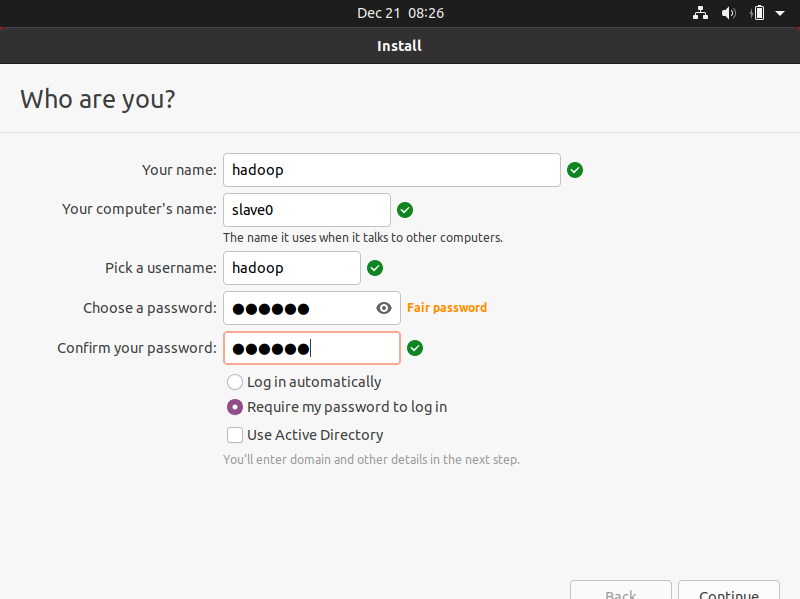 Dec 21 08:26
Install
Who are you?
Your name: hadoop
Your computer's name: slave0
The name it uses when it talks to other computers.
Pick a username: hadoop
Choose a password: ●●●●●● Fair password
Confirm your password: ●●●●●●
Log in automatically
Require my password to log in
Use Active Directory
You'll enter domain and other details in the next step.
Back Continue